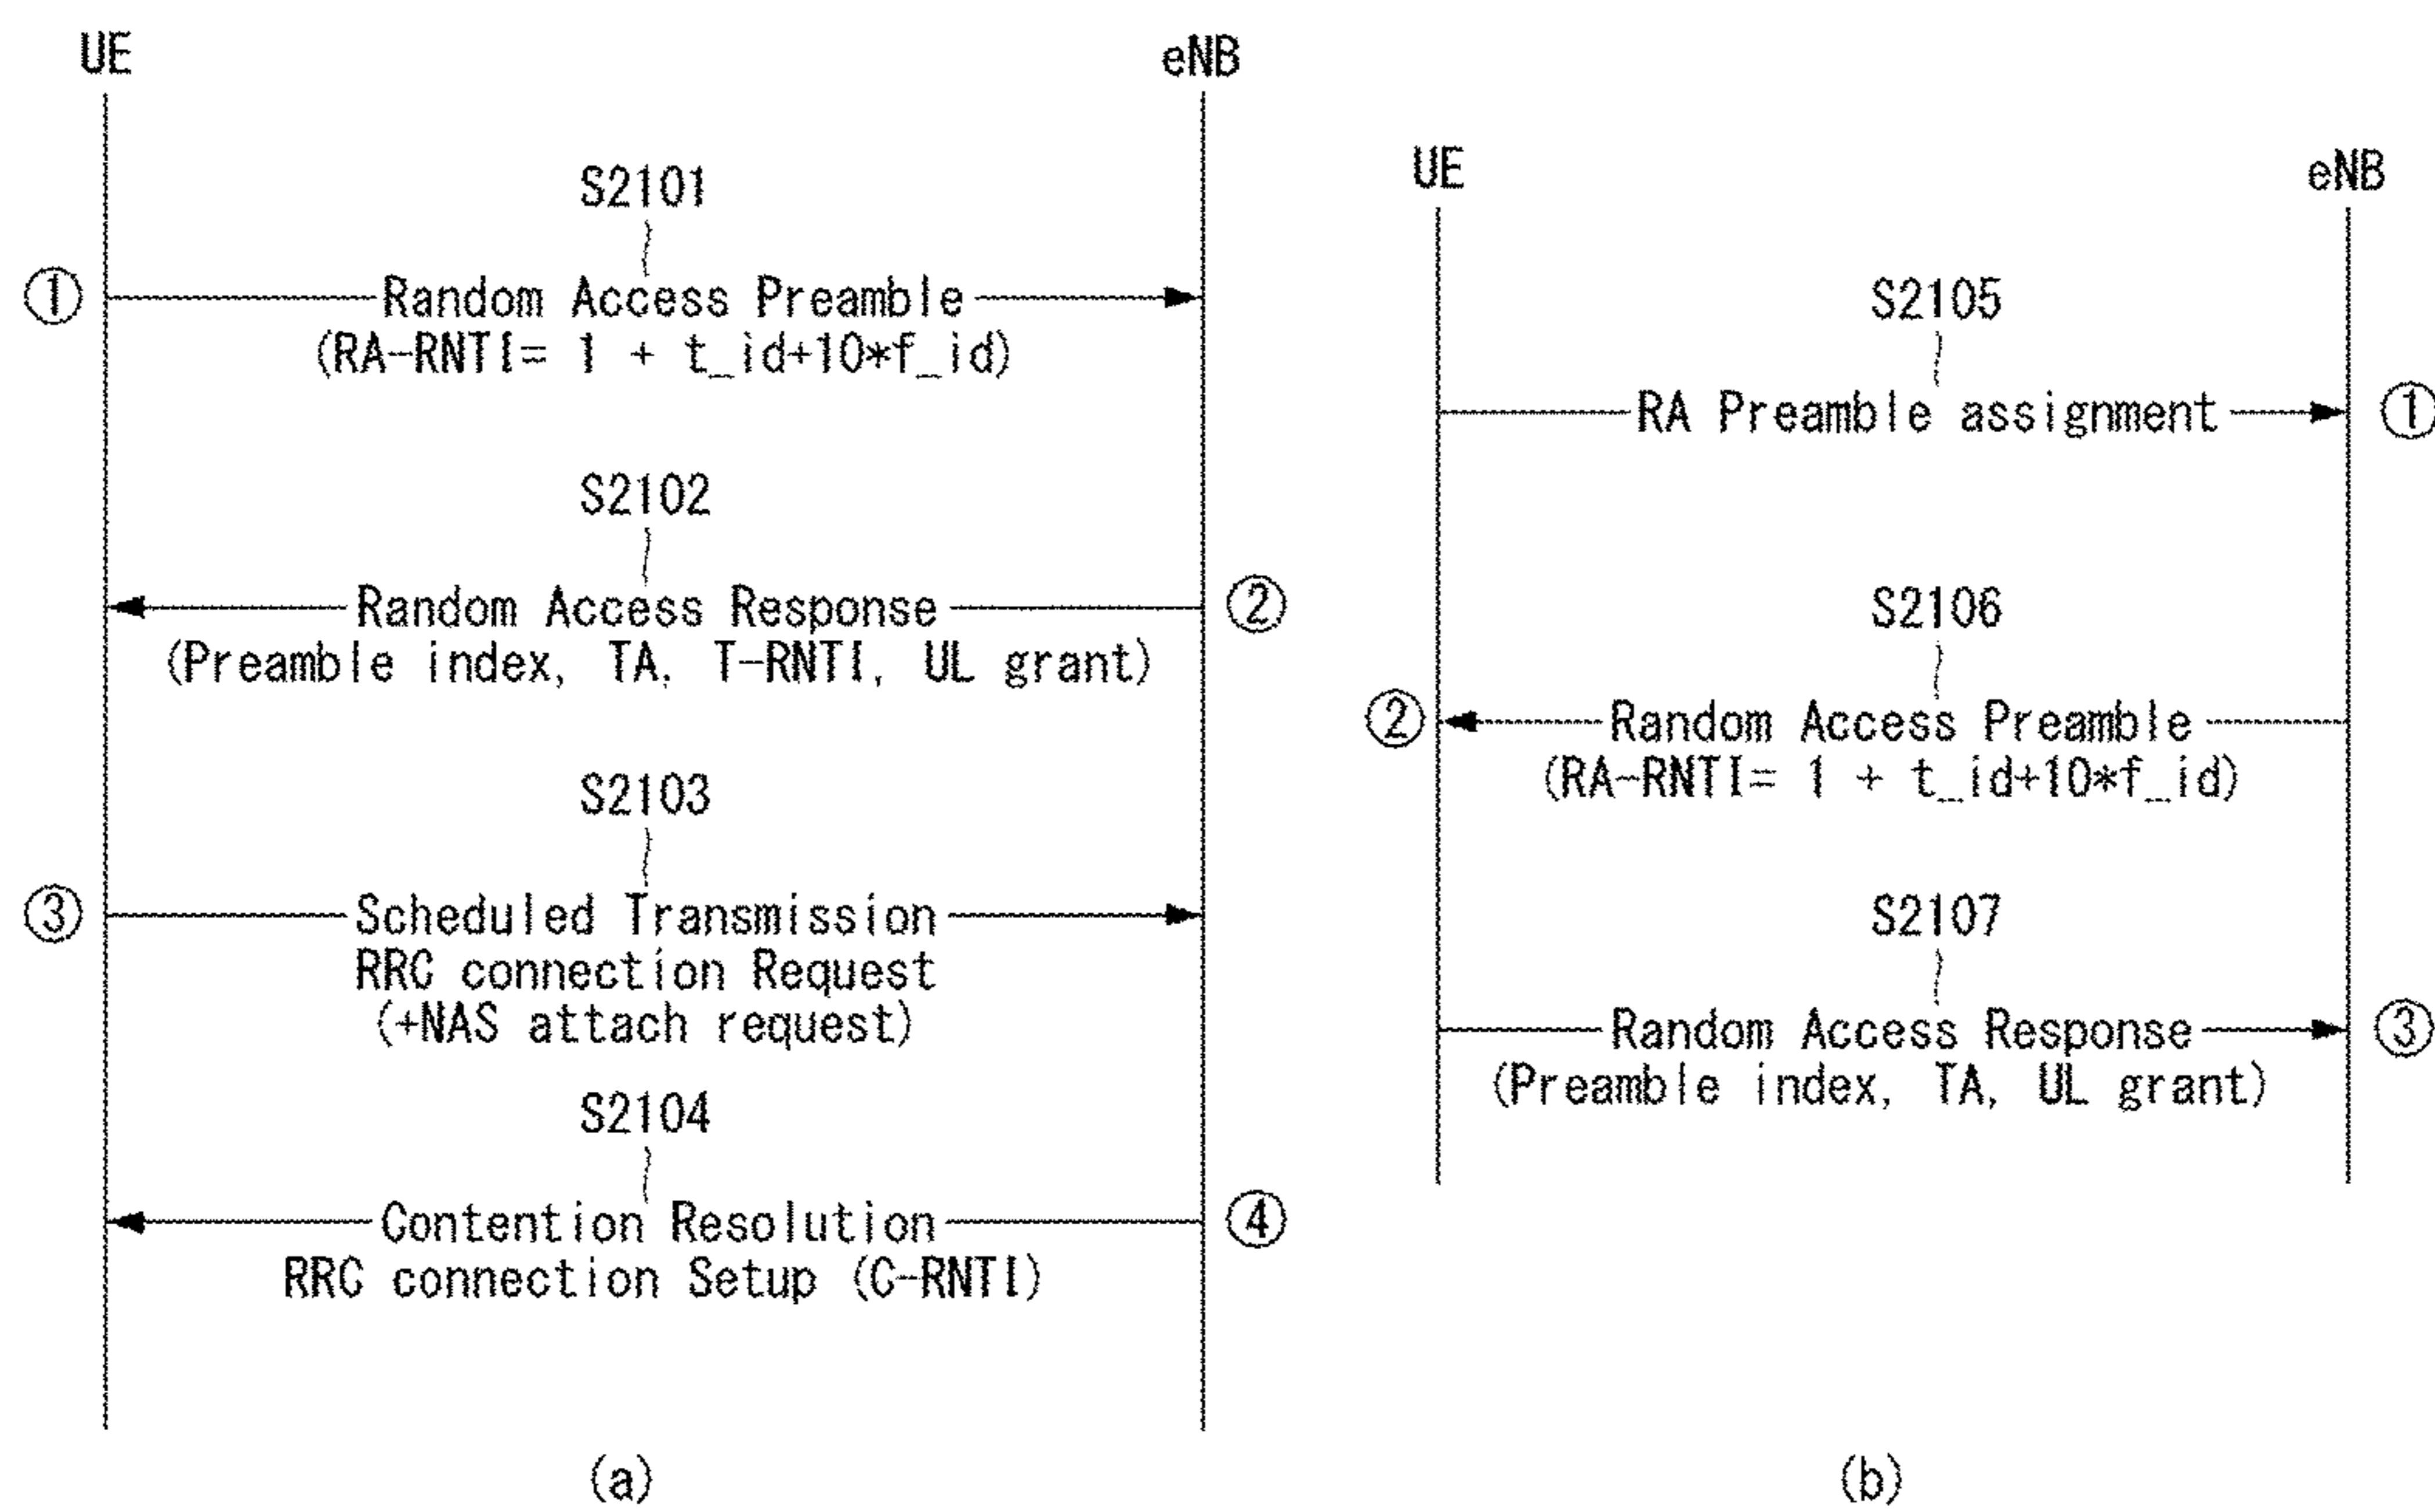 UE
eNB
S2101
① Random Access Preamble
(RA-RNTI= 1 + t_id+10*f_id)
S2102
Random Access Response ②
(Preamble index, TA, T-RNTI, UL grant)
S2103
③ Scheduled Transmission
RRC connection Request
(+NAS attach request)
S2104
Contention Resolution ④
RRC connection Setup (C-RNTI)
(a)
UE
eNB
S2105
RA Preamble assignment ①
S2106
② Random Access Preamble
(RA-RNTI= 1 + t_id+10*f_id)
S2107
Random Access Response ③
(Preamble index, TA, UL grant)
(b)